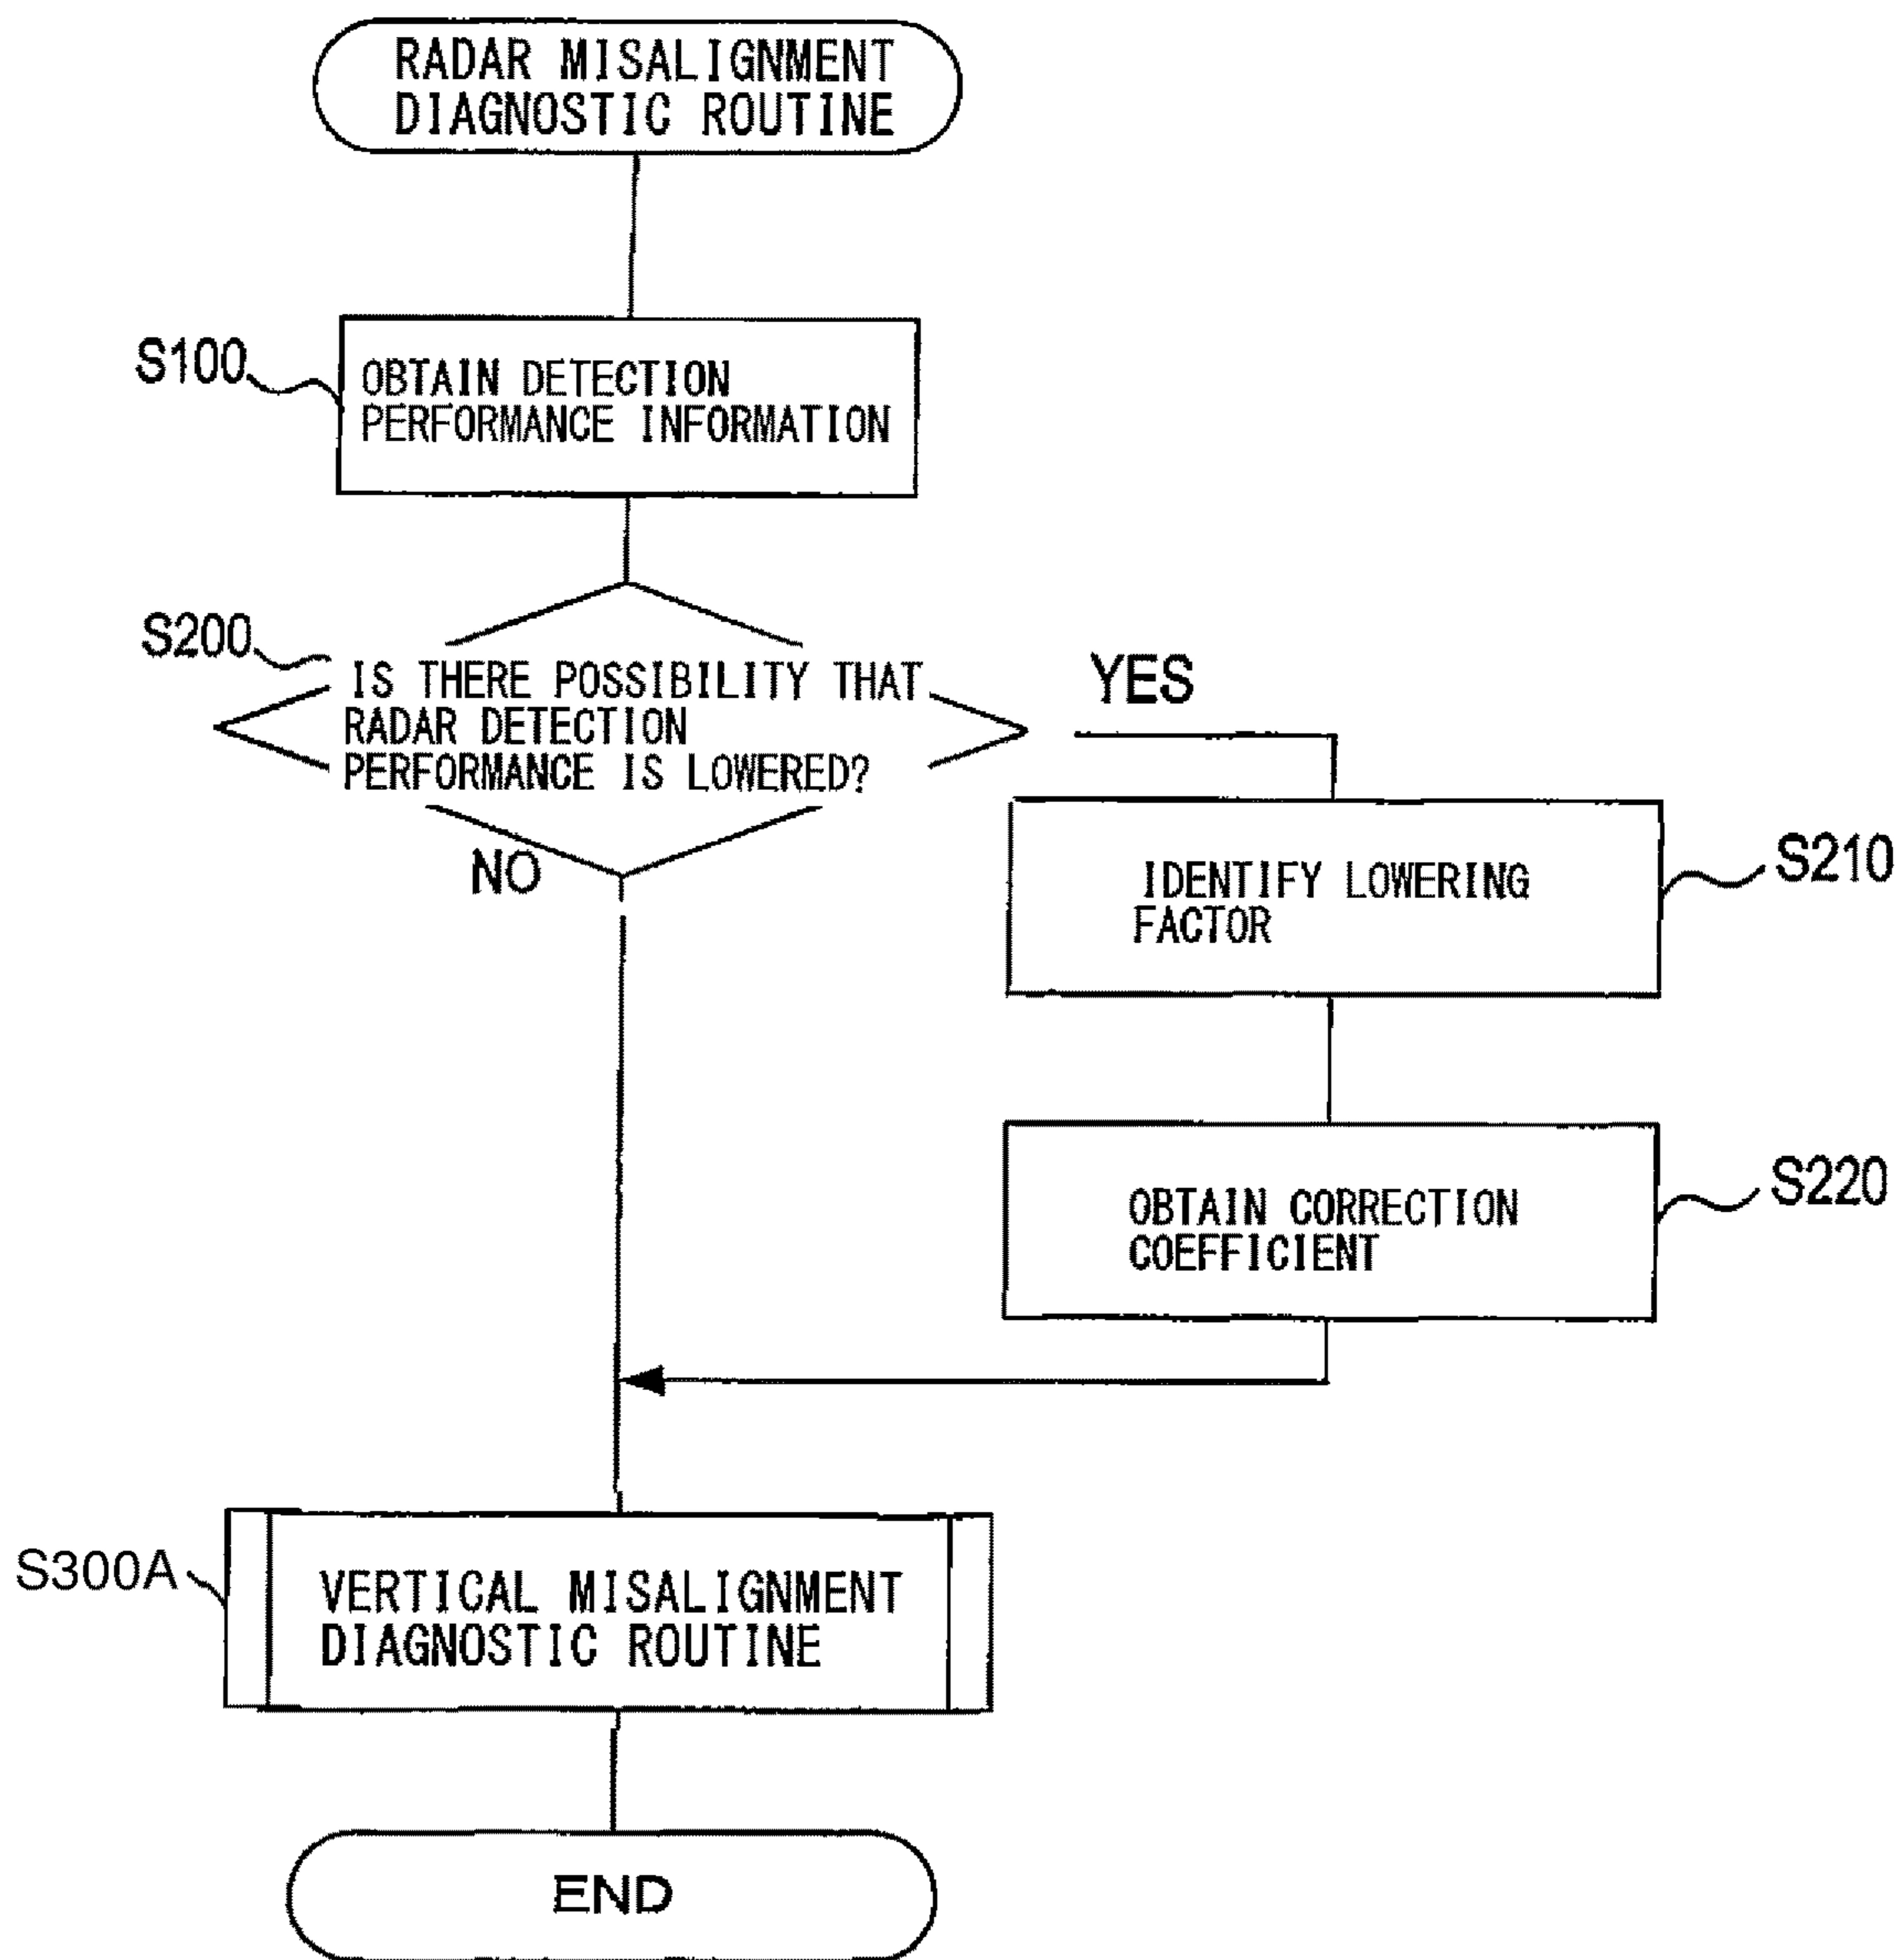 RADAR MISALIGNMENT
DIAGNOSTIC ROUTINE
S100
OBTAIN DETECTION
PERFORMANCE INFORMATION
S200
IS THERE POSSIBILITY THAT
RADAR DETECTION
PERFORMANCE IS LOWERED?
YES
NO
IDENTIFY LOWERING
FACTOR
S210
OBTAIN CORRECTION
COEFFICIENT
S220
S300A
VERTICAL MISALIGNMENT
DIAGNOSTIC ROUTINE
END